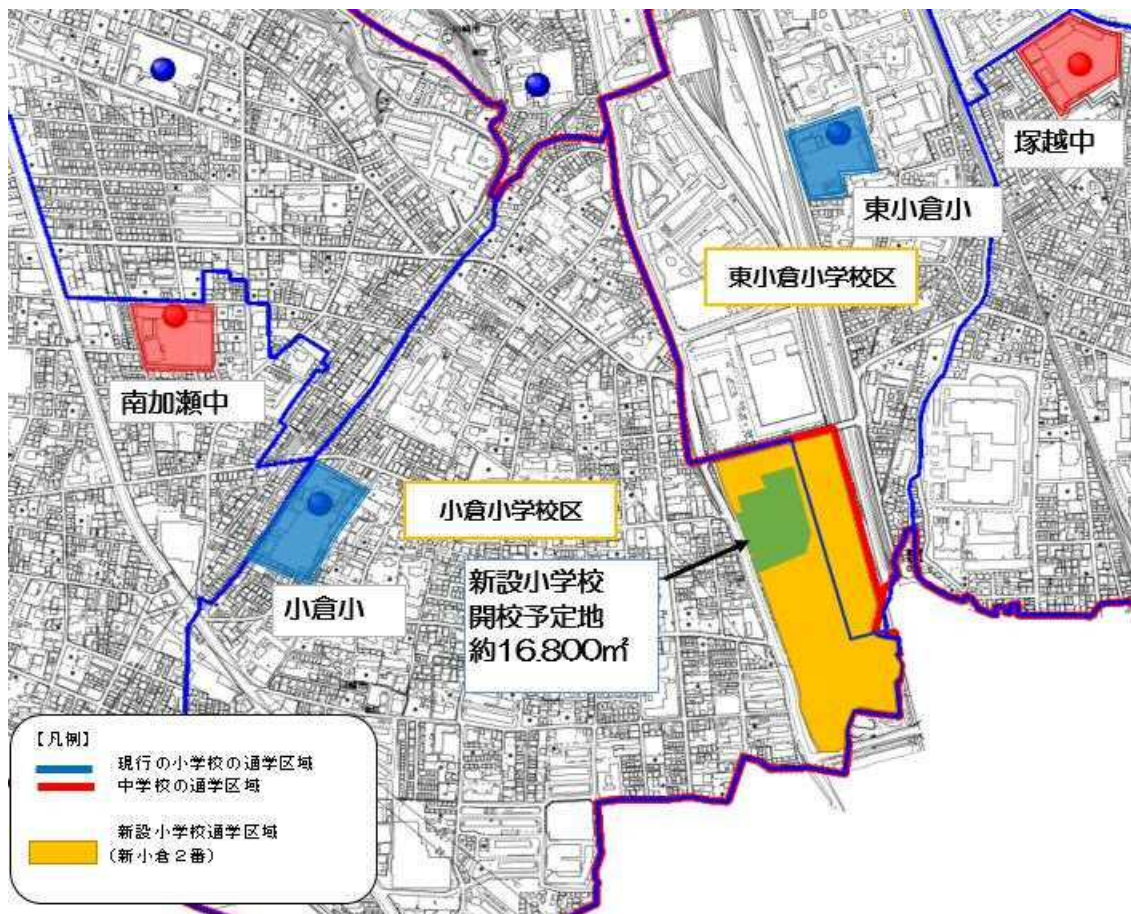 塚越中
東小倉小
東小倉小学校区
南加瀬中
小倉小学校区
新設小学校
開校予定地
約16.800㎡
小倉小
【凡例】
現行の小学校の通学区域
中学校の通学区域
新設小学校通学区域
(新小倉2番)